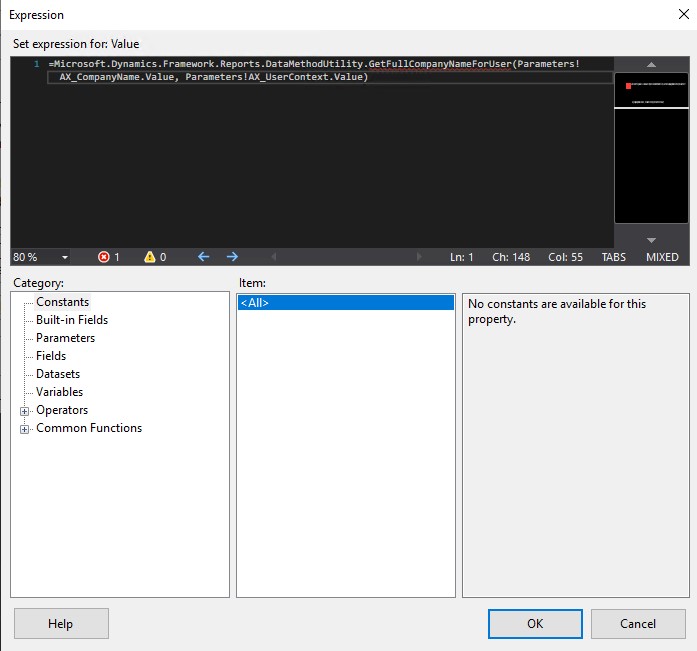 Expression
Set expression for: Value
1 =Microsoft.Dynamics.Framework.Reports.DataMethodUtility.GetFullCompanyNameForUser(Parameters!
AX_CompanyName.Value, Parameters!AX_UserContext.Value)
80 % 1 0 Ln: 1 Ch: 148 Col: 55 TABS MIXED
Category:
Constants
Built-in Fields
Parameters
Fields
Datasets
Variables
Operators
Common Functions
Item:
<All>
No constants are available for this
property.
Help OK Cancel